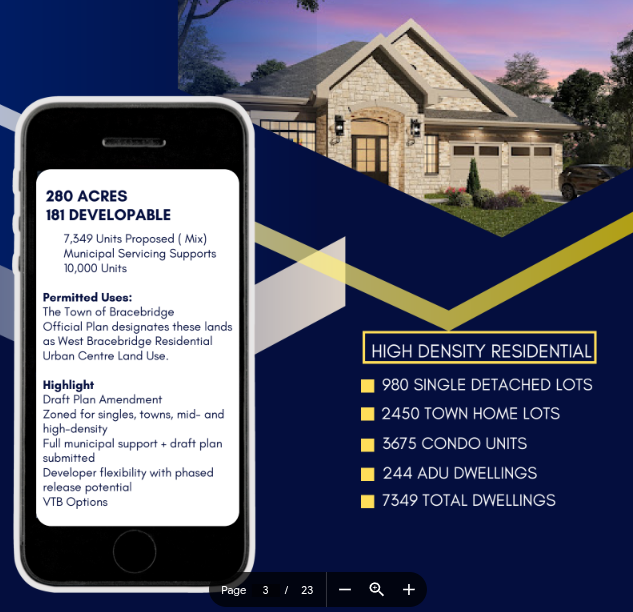 280 ACRES
181 DEVELOPABLE
7,349 Units Proposed ( Mix)
Municipal Servicing Supports
10,000 Units
Permitted Uses:
The Town of Bracebridge
Official Plan designates these lands
as West Bracebridge Residential
Urban Centre Land Use.
Highlight
Draft Plan Amendment
Zoned for singles, towns, mid- and
high-density
Full municipal support + draft plan
submitted
Developer flexibility with phased
release potential
VTB Options
HIGH DENSITY RESIDENTIAL
980 SINGLE DETACHED LOTS
2450 TOWN HOME LOTS
3675 CONDO UNITS
244 ADU DWELLINGS
7349 TOTAL DWELLINGS
Page 3 / 23